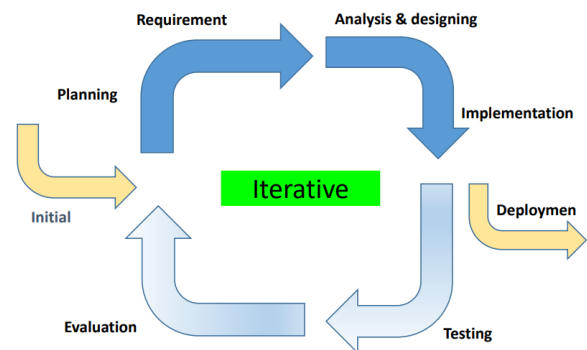 Requirement
Analysis & designing
Planning
Implementation
Iterative
Initial
Deploymen
Evaluation
Testing